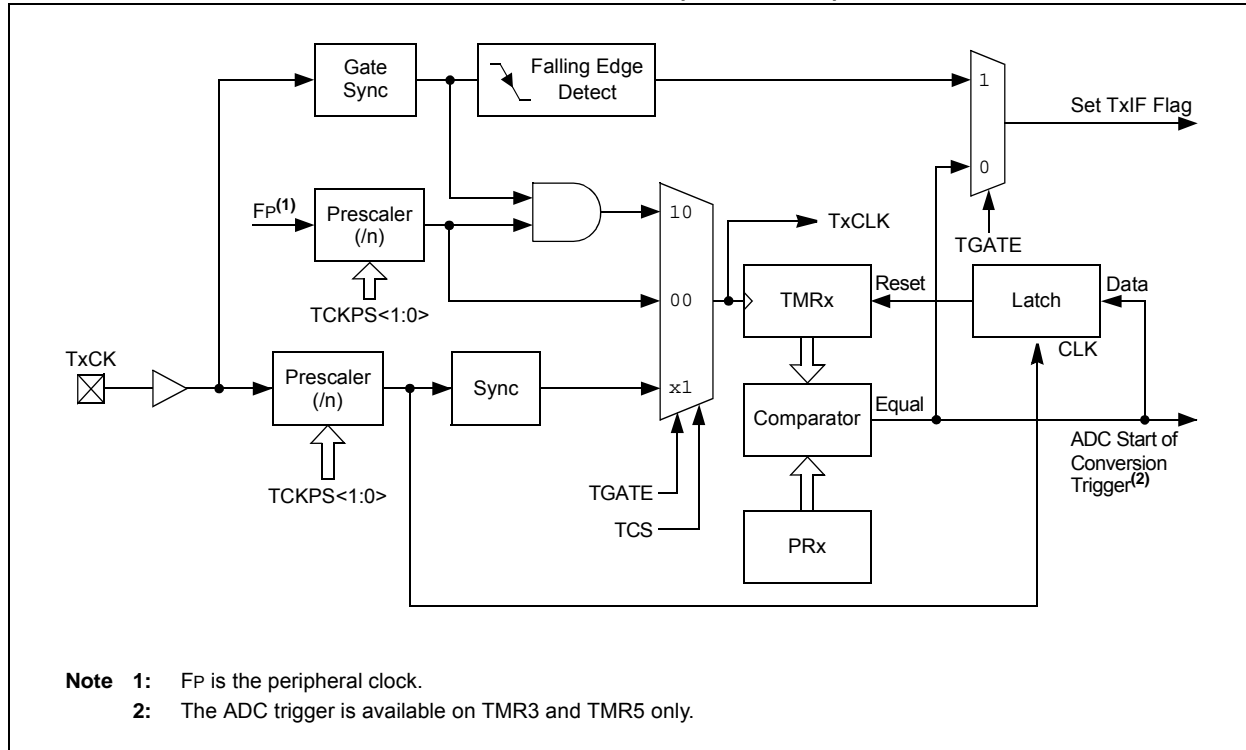 Gate
Sync
Falling Edge
Detect
1
Set TxIF Flag
0
FP(1)
Prescaler
(/n)
10
TxCLK
TGATE
TCKPS<1:0>
00
TMRx
Reset
Latch
Data
CLK
TxCK
Prescaler
(/n)
Sync
x1
Comparator
Equal
ADC Start of
Conversion
Trigger(2)
TCKPS<1:0>
TGATE
TCS
PRx
Note 1: FP is the peripheral clock.
2: The ADC trigger is available on TMR3 and TMR5 only.